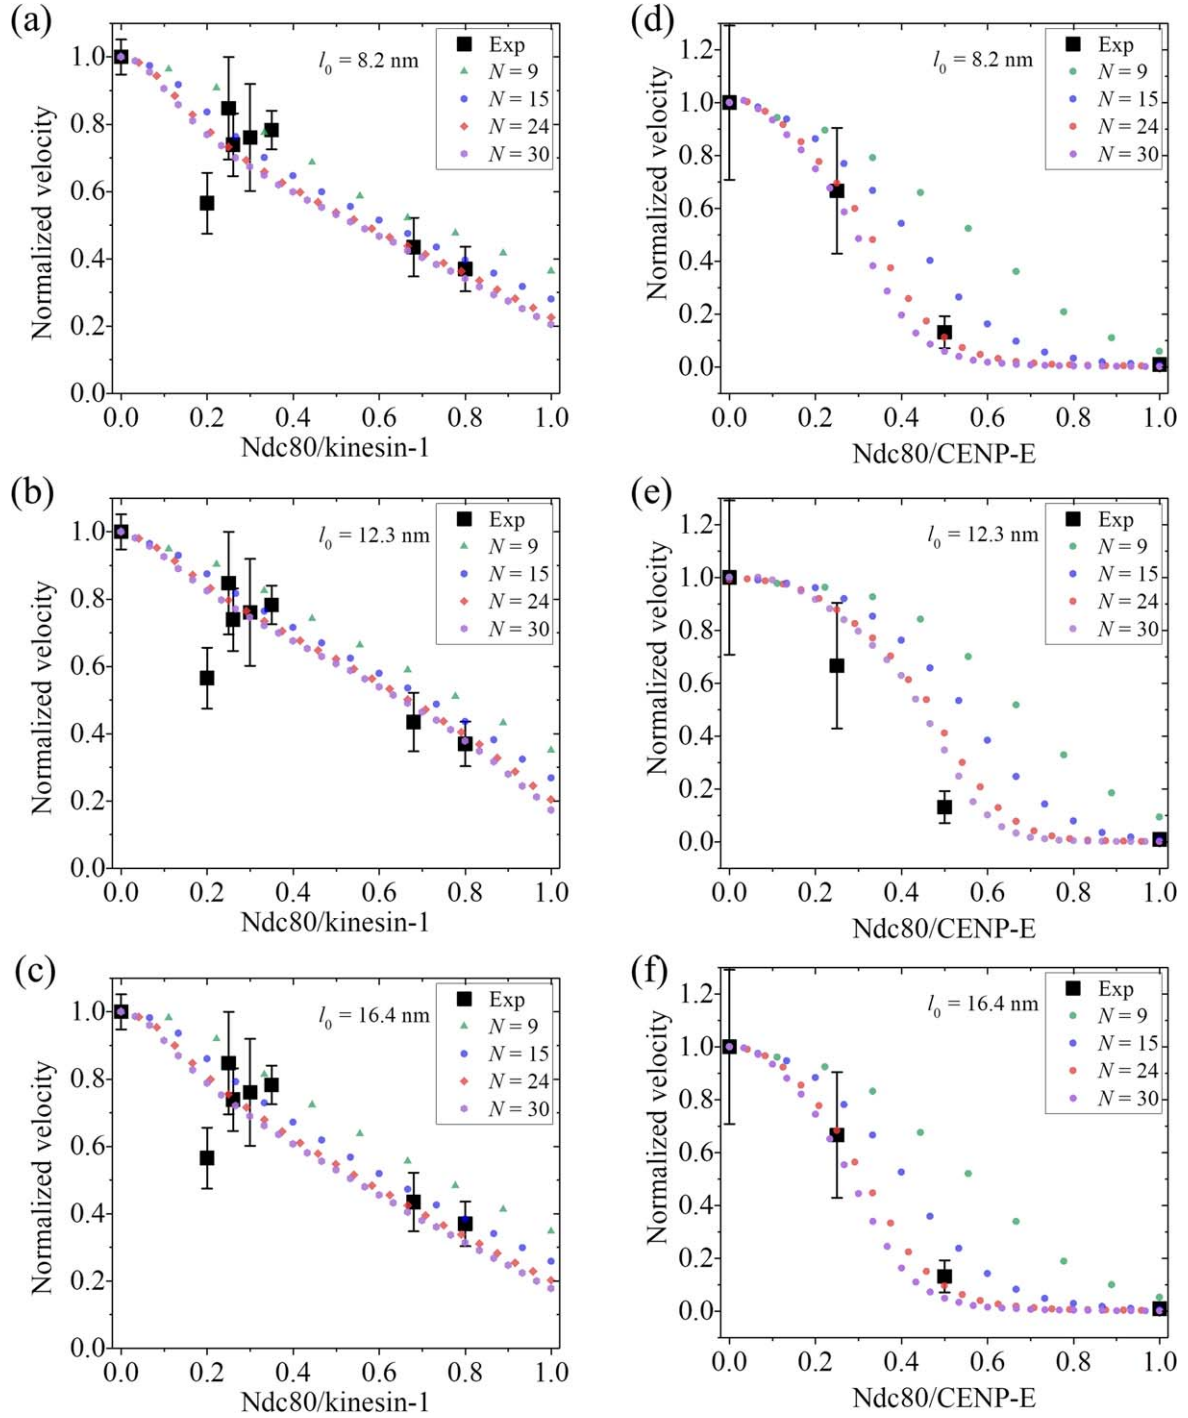 (a)
Normalized velocity
1.0
0.8
0.6
0.4
0.2
0.0
l0 = 8.2 nm
Exp
N = 9
N = 15
N = 24
N = 30
0.0 0.2 0.4 0.6 0.8 1.0
Ndc80/kinesin-1
(d)
Normalized velocity
1.2
1.0
0.8
0.6
0.4
0.2
0.0
l0 = 8.2 nm
Exp
N = 9
N = 15
N = 24
N = 30
0.0 0.2 0.4 0.6 0.8 1.0
Ndc80/CENP-E
(b)
Normalized velocity
1.0
0.8
0.6
0.4
0.2
0.0
l0 = 12.3 nm
Exp
N = 9
N = 15
N = 24
N = 30
0.0 0.2 0.4 0.6 0.8 1.0
Ndc80/kinesin-1
(e)
Normalized velocity
1.2
1.0
0.8
0.6
0.4
0.2
0.0
l0 = 12.3 nm
Exp
N = 9
N = 15
N = 24
N = 30
0.0 0.2 0.4 0.6 0.8 1.0
Ndc80/CENP-E
(c)
Normalized velocity
1.0
0.8
0.6
0.4
0.2
0.0
l0 = 16.4 nm
Exp
N = 9
N = 15
N = 24
N = 30
0.0 0.2 0.4 0.6 0.8 1.0
Ndc80/kinesin-1
(f)
Normalized velocity
1.2
1.0
0.8
0.6
0.4
0.2
0.0
l0 = 16.4 nm
Exp
N = 9
N = 15
N = 24
N = 30
0.0 0.2 0.4 0.6 0.8 1.0
Ndc80/CENP-E